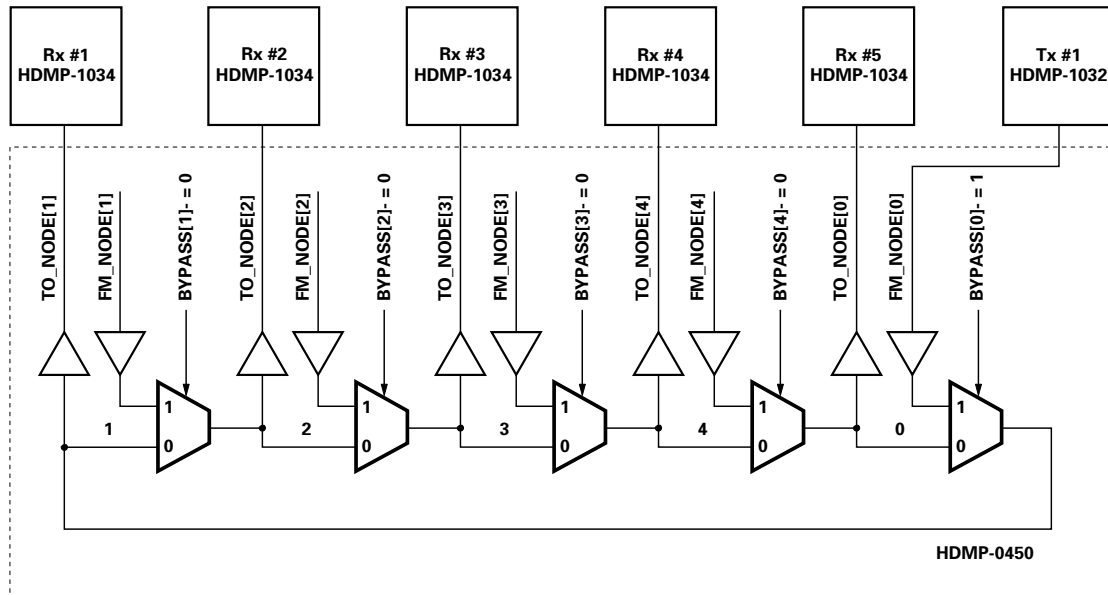 Rx #1
HDMP-1034
Rx #2
HDMP-1034
Rx #3
HDMP-1034
Rx #4
HDMP-1034
Rx #5
HDMP-1034
Tx #1
HDMP-1032
TO_NODE[1]
FM_NODE[1]
BYPASS[1]- = 0
TO_NODE[2]
FM_NODE[2]
BYPASS[2]- = 0
TO_NODE[3]
FM_NODE[3]
BYPASS[3]- = 0
TO_NODE[4]
FM_NODE[4]
BYPASS[4]- = 0
TO_NODE[0]
FM_NODE[0]
BYPASS[0]- = 1
1
1
0
2
1
0
3
1
0
4
1
0
0
1
0
HDMP-0450